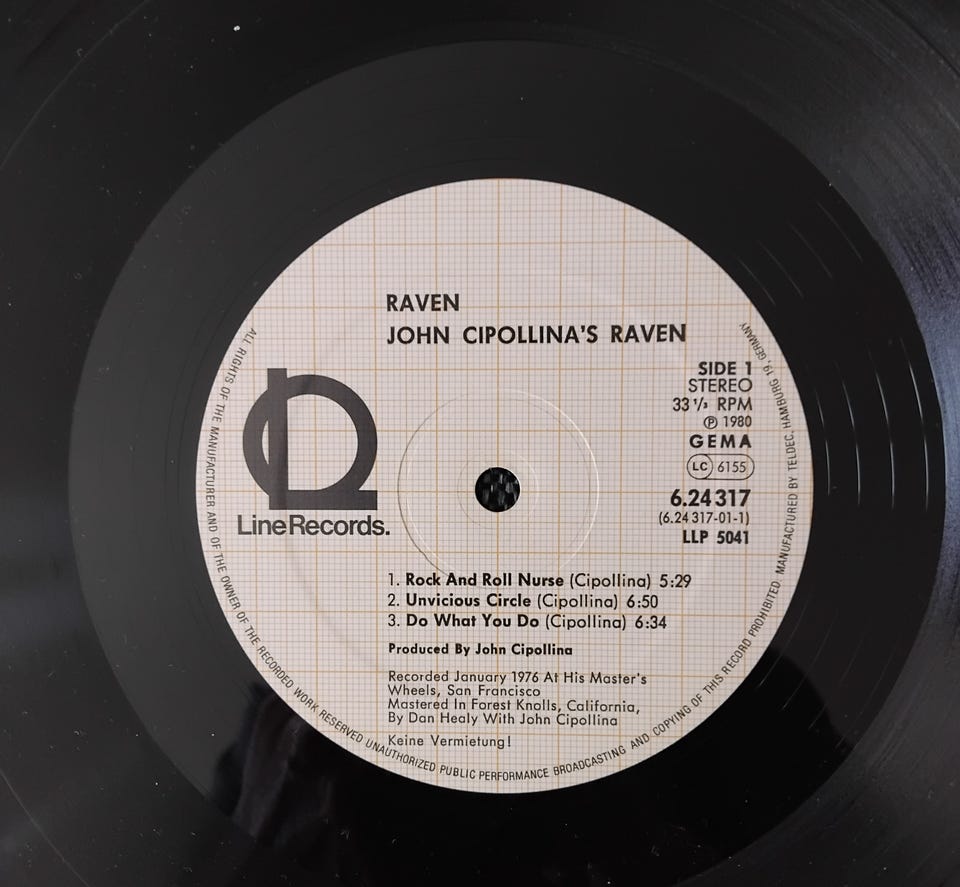 RAVEN
JOHN CIPOLLINA'S RAVEN
SIDE 1
STEREO
33 1/3 RPM
Ⓟ 1980
GEMA
LC 6155
6.24317
(6.24 317-01-1)
LLP 5041
LineRecords.
1. Rock And Roll Nurse (Cipollina) 5:29
2. Unvicious Circle (Cipollina) 6:50
3. Do What You Do (Cipollina) 6:34
Produced By John Cipollina
Recorded January 1976 At His Master's
Wheels, San Francisco
Mastered In Forest Knolls, California,
By Dan Healy With John Cipollina
Keine Vermietung!
ALL RIGHTS OF THE MANUFACTURER AND OF THE OWNER OF THE RECORDED WORK RESERVED UNAUTHORIZED PUBLIC PERFORMANCE BROADCASTING AND COPYING OF THIS RECORD PROHIBITED. MANUFACTURED BY TELDEC, HAMBURG 19, GERMANY